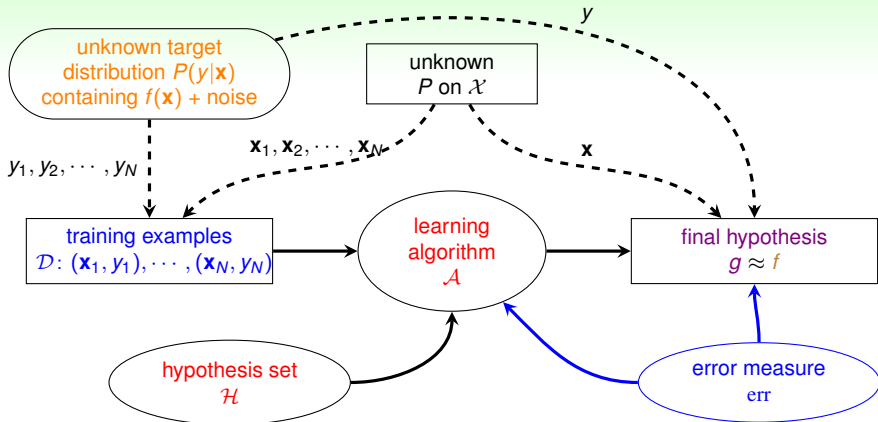 y
unknown target
distribution P(y|𝐱)
containing f(𝐱) + noise
unknown
P on 𝒳
y₁, y₂, ⋯ , y_N
𝐱₁, 𝐱₂, ⋯ , 𝐱_N
𝐱
training examples
𝒟: (𝐱₁, y₁), ⋯ , (𝐱_N, y_N)
learning
algorithm
𝒜
final hypothesis
g ≈ f
hypothesis set
ℋ
error measure
err